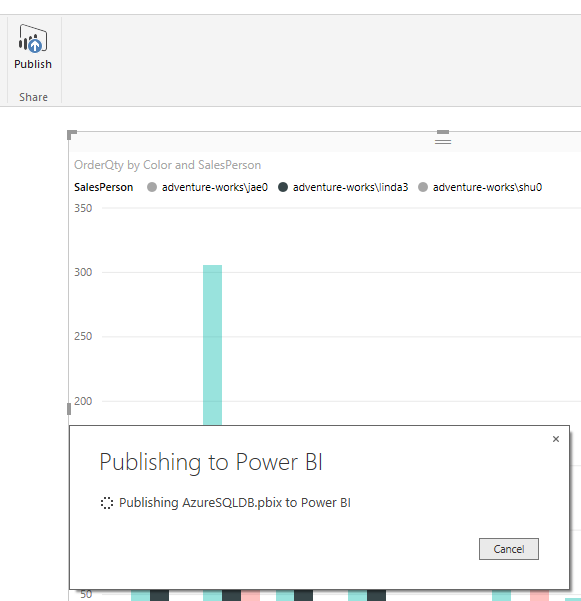 Publish
Share
OrderQty by Color and SalesPerson
SalesPerson adventure-works\jae0 adventure-works\linda3 adventure-works\shu0
350
300
250
200
×
Publishing to Power BI
Publishing AzureSQLDB.pbix to Power BI
Cancel
50